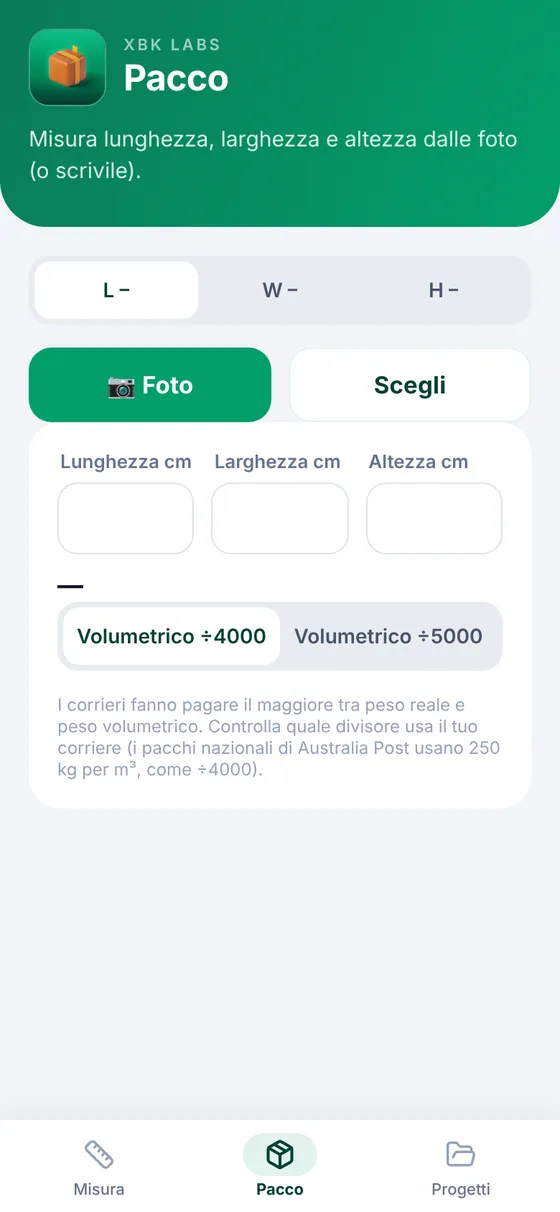 XBK LABS
Pacco
Misura lunghezza, larghezza e altezza dalle foto
(o scrivile).
L –
W –
H –
Foto
Scegli
Lunghezza cm
Larghezza cm
Altezza cm
—
Volumetrico ÷4000
Volumetrico ÷5000
I corrieri fanno pagare il maggiore tra peso reale e
peso volumetrico. Controlla quale divisore usa il tuo
corriere (i pacchi nazionali di Australia Post usano 250
kg per m³, come ÷4000).
Misura
Pacco
Progetti